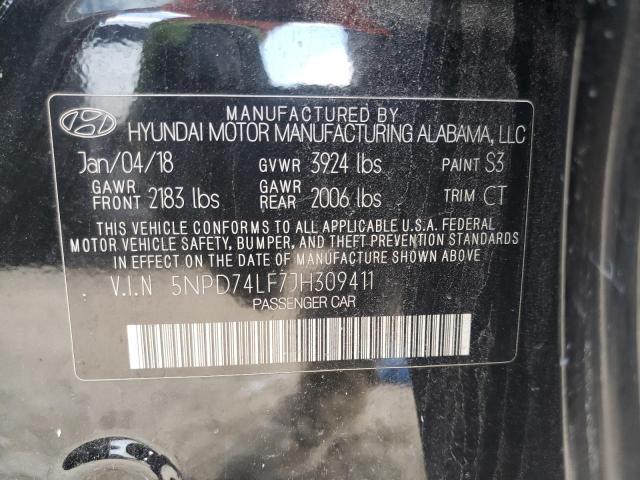 MANUFACTURED BY
HYUNDAI MOTOR MANUFACTURING ALABAMA, LLC
Jan/04/18 GVWR 3924 lbs PAINT S3
GAWR FRONT 2183 lbs GAWR REAR 2006 lbs TRIM CT
THIS VEHICLE CONFORMS TO ALL APPLICABLE U.S.A. FEDERAL
MOTOR VEHICLE SAFETY, BUMPER, AND THEFT PREVENTION STANDARDS
IN EFFECT ON THE DATE OF MANUFACTURE SHOWN ABOVE.
V.I.N 5NPD74LF7JH309411
PASSENGER CAR